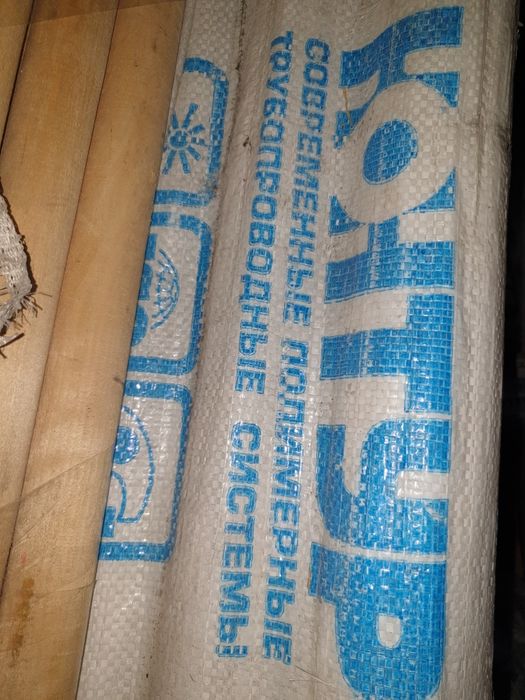 КОНТУР
СОВРЕМЕННЫЕ ПОЛИМЕРНЫЕ
ТРУБОПРОВОДНЫЕ СИСТЕМЫ